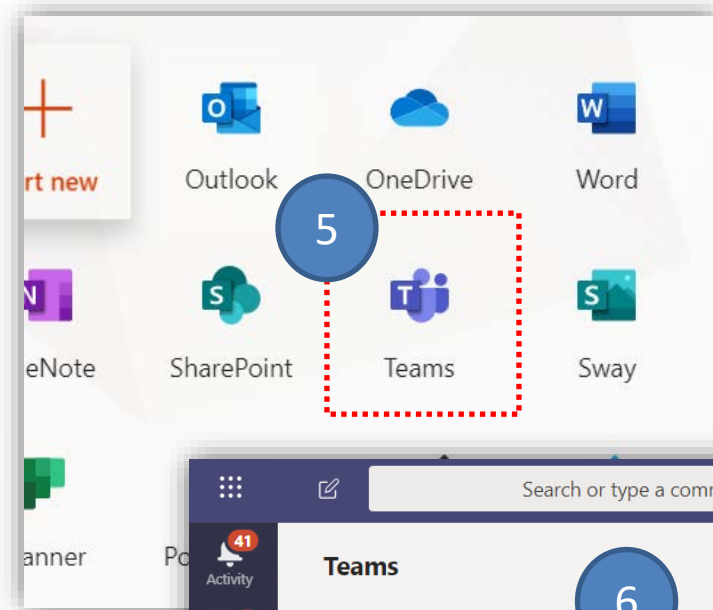 rt new
Outlook
OneDrive
Word
5
eNote
SharePoint
Teams
Sway
anner
Po
Search or type a comm
41
Activity
Teams
6